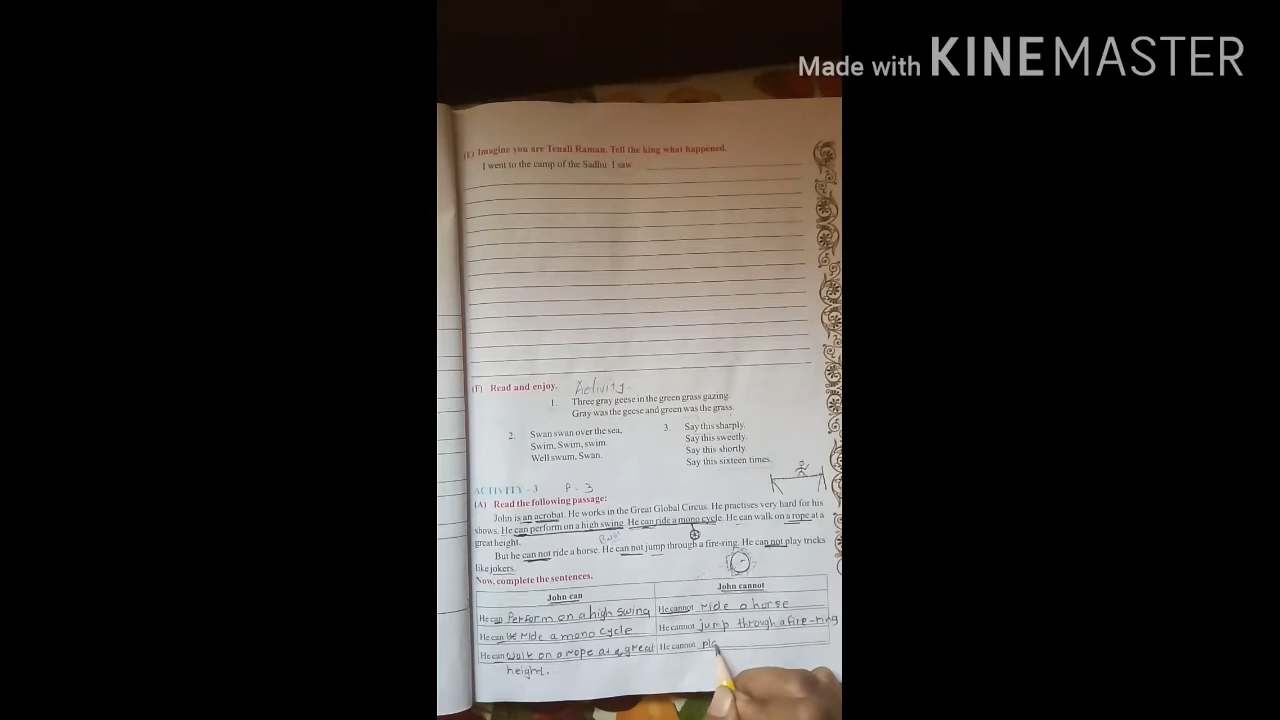 Made with KINEMASTER
(E) Imagine you are Tenali Raman. Tell the king what happened.
I went to the camp of the Sadhu I saw
(F) Read and enjoy. Activity.
1. Three gray geese in the green grass gazing.
Gray was the geese and green was the grass.
2. Swan swan over the sea,
Swim, Swim, swim.
Well swum, Swan.
3. Say this sharply.
Say this sweetly.
Say this shortly.
Say this sixteen times.
ACTIVITY - 3 P - 3
(A) Read the following passage:
John is an acrobat. He works in the Great Global Circus. He practises very hard for his
shows. He can perform on a high swing. He can ride a mono cycle. He can walk on a rope at a
great height.
But he can not ride a horse. He can not jump through a fire-ring. He can not play tricks
like jokers.
Now, complete the sentences.
John can John cannot
He can Perform on a high swing He cannot ride a horse
He can ride a mono cycle He cannot jump through a fire-ring
He can walk on a rope at a great He cannot pla
height.